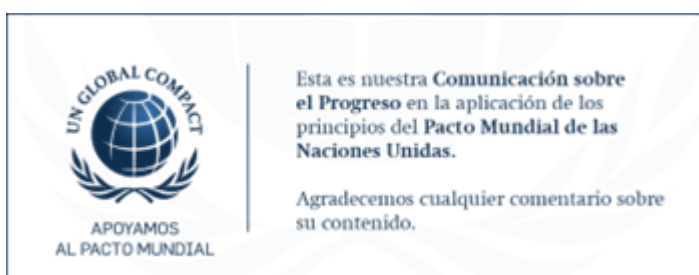 UN GLOBAL COMPACT
APOYAMOS
AL PACTO MUNDIAL
Esta es nuestra Comunicación sobre
el Progreso en la aplicación de los
principios del Pacto Mundial de las
Naciones Unidas.
Agradecemos cualquier comentario sobre
su contenido.